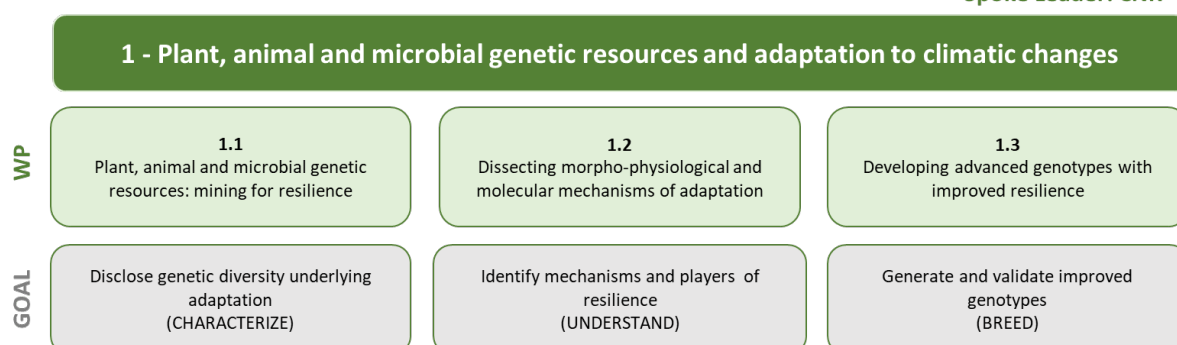 1 - Plant, animal and microbial genetic resources and adaptation to climatic changes
WP
1.1
Plant, animal and microbial genetic
resources: mining for resilience
1.2
Dissecting morpho-physiological and
molecular mechanisms of adaptation
1.3
Developing advanced genotypes with
improved resilience
GOAL
Disclose genetic diversity underlying
adaptation
(CHARACTERIZE)
Identify mechanisms and players of
resilience
(UNDERSTAND)
Generate and validate improved
genotypes
(BREED)